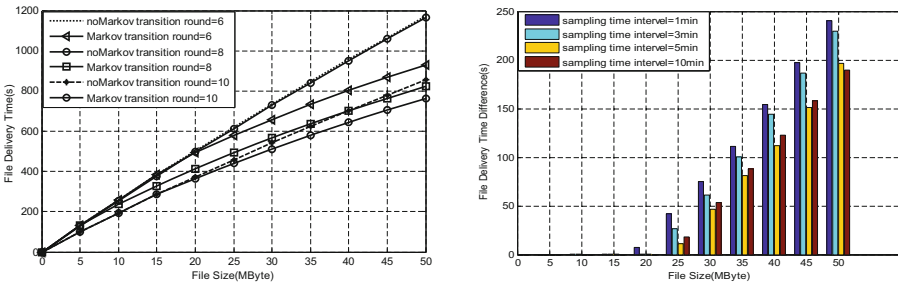 noMarkov transition round=6
Markov transition round=6
noMarkov transition round=8
Markov transition round=8
noMarkov transition round=10
Markov transition round=10
File Delivery Time(s)
1200
1000
800
600
400
200
0
0 5 10 15 20 25 30 35 40 45 50
File Size(MByte)
sampling time intervel=1min
sampling time intervel=3min
sampling time intervel=5min
sampling time intervel=10min
File Delivery Time Difference(s)
250
200
150
100
50
0
0 5 10 15 20 25 30 35 40 45 50
File Size(MByte)